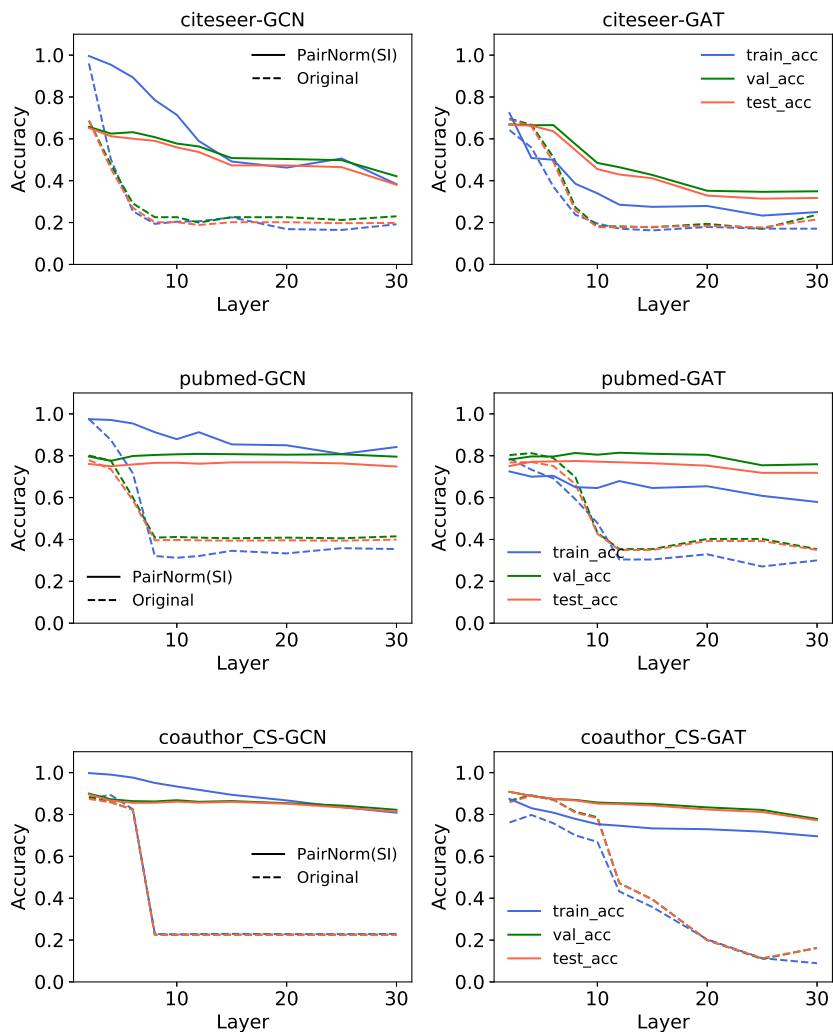 citeseer-GCN
Accuracy
1.0
0.8
0.6
0.4
0.2
0.0
PairNorm(SI)
Original
10
20
30
Layer
citeseer-GAT
Accuracy
1.0
0.8
0.6
0.4
0.2
0.0
train_acc
val_acc
test_acc
10
20
30
Layer
pubmed-GCN
Accuracy
1.0
0.8
0.6
0.4
0.2
0.0
PairNorm(SI)
Original
10
20
30
Layer
pubmed-GAT
Accuracy
1.0
0.8
0.6
0.4
0.2
0.0
train_acc
val_acc
test_acc
10
20
30
Layer
coauthor_CS-GCN
Accuracy
1.0
0.8
0.6
0.4
0.2
0.0
PairNorm(SI)
Original
10
20
30
Layer
coauthor_CS-GAT
Accuracy
1.0
0.8
0.6
0.4
0.2
0.0
train_acc
val_acc
test_acc
10
20
30
Layer